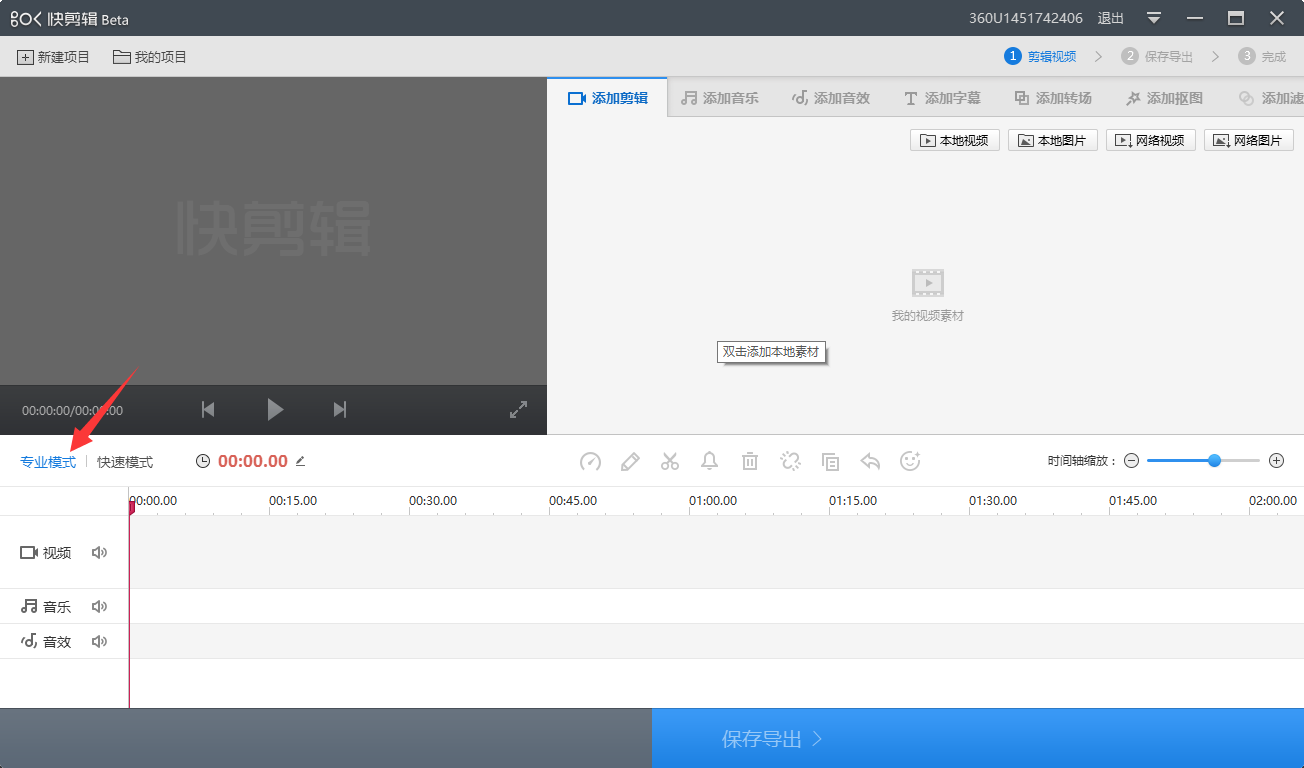 快剪辑 Beta
360U1451742406 退出
新建项目 我的项目
1 剪辑视频 2 保存导出 3 完成
添加剪辑 添加音乐 添加音效 添加字幕 添加转场 添加抠图 添加滤
本地视频 本地图片 网络视频 网络图片
快剪辑
我的视频素材
双击添加本地素材
00:00:00/00:00:00
专业模式 快速模式 00:00.00 时间轴缩放：
00:00.00 00:15.00 00:30.00 00:45.00 01:00.00 01:15.00 01:30.00 01:45.00 02:00.00
视频
音乐
音效
保存导出